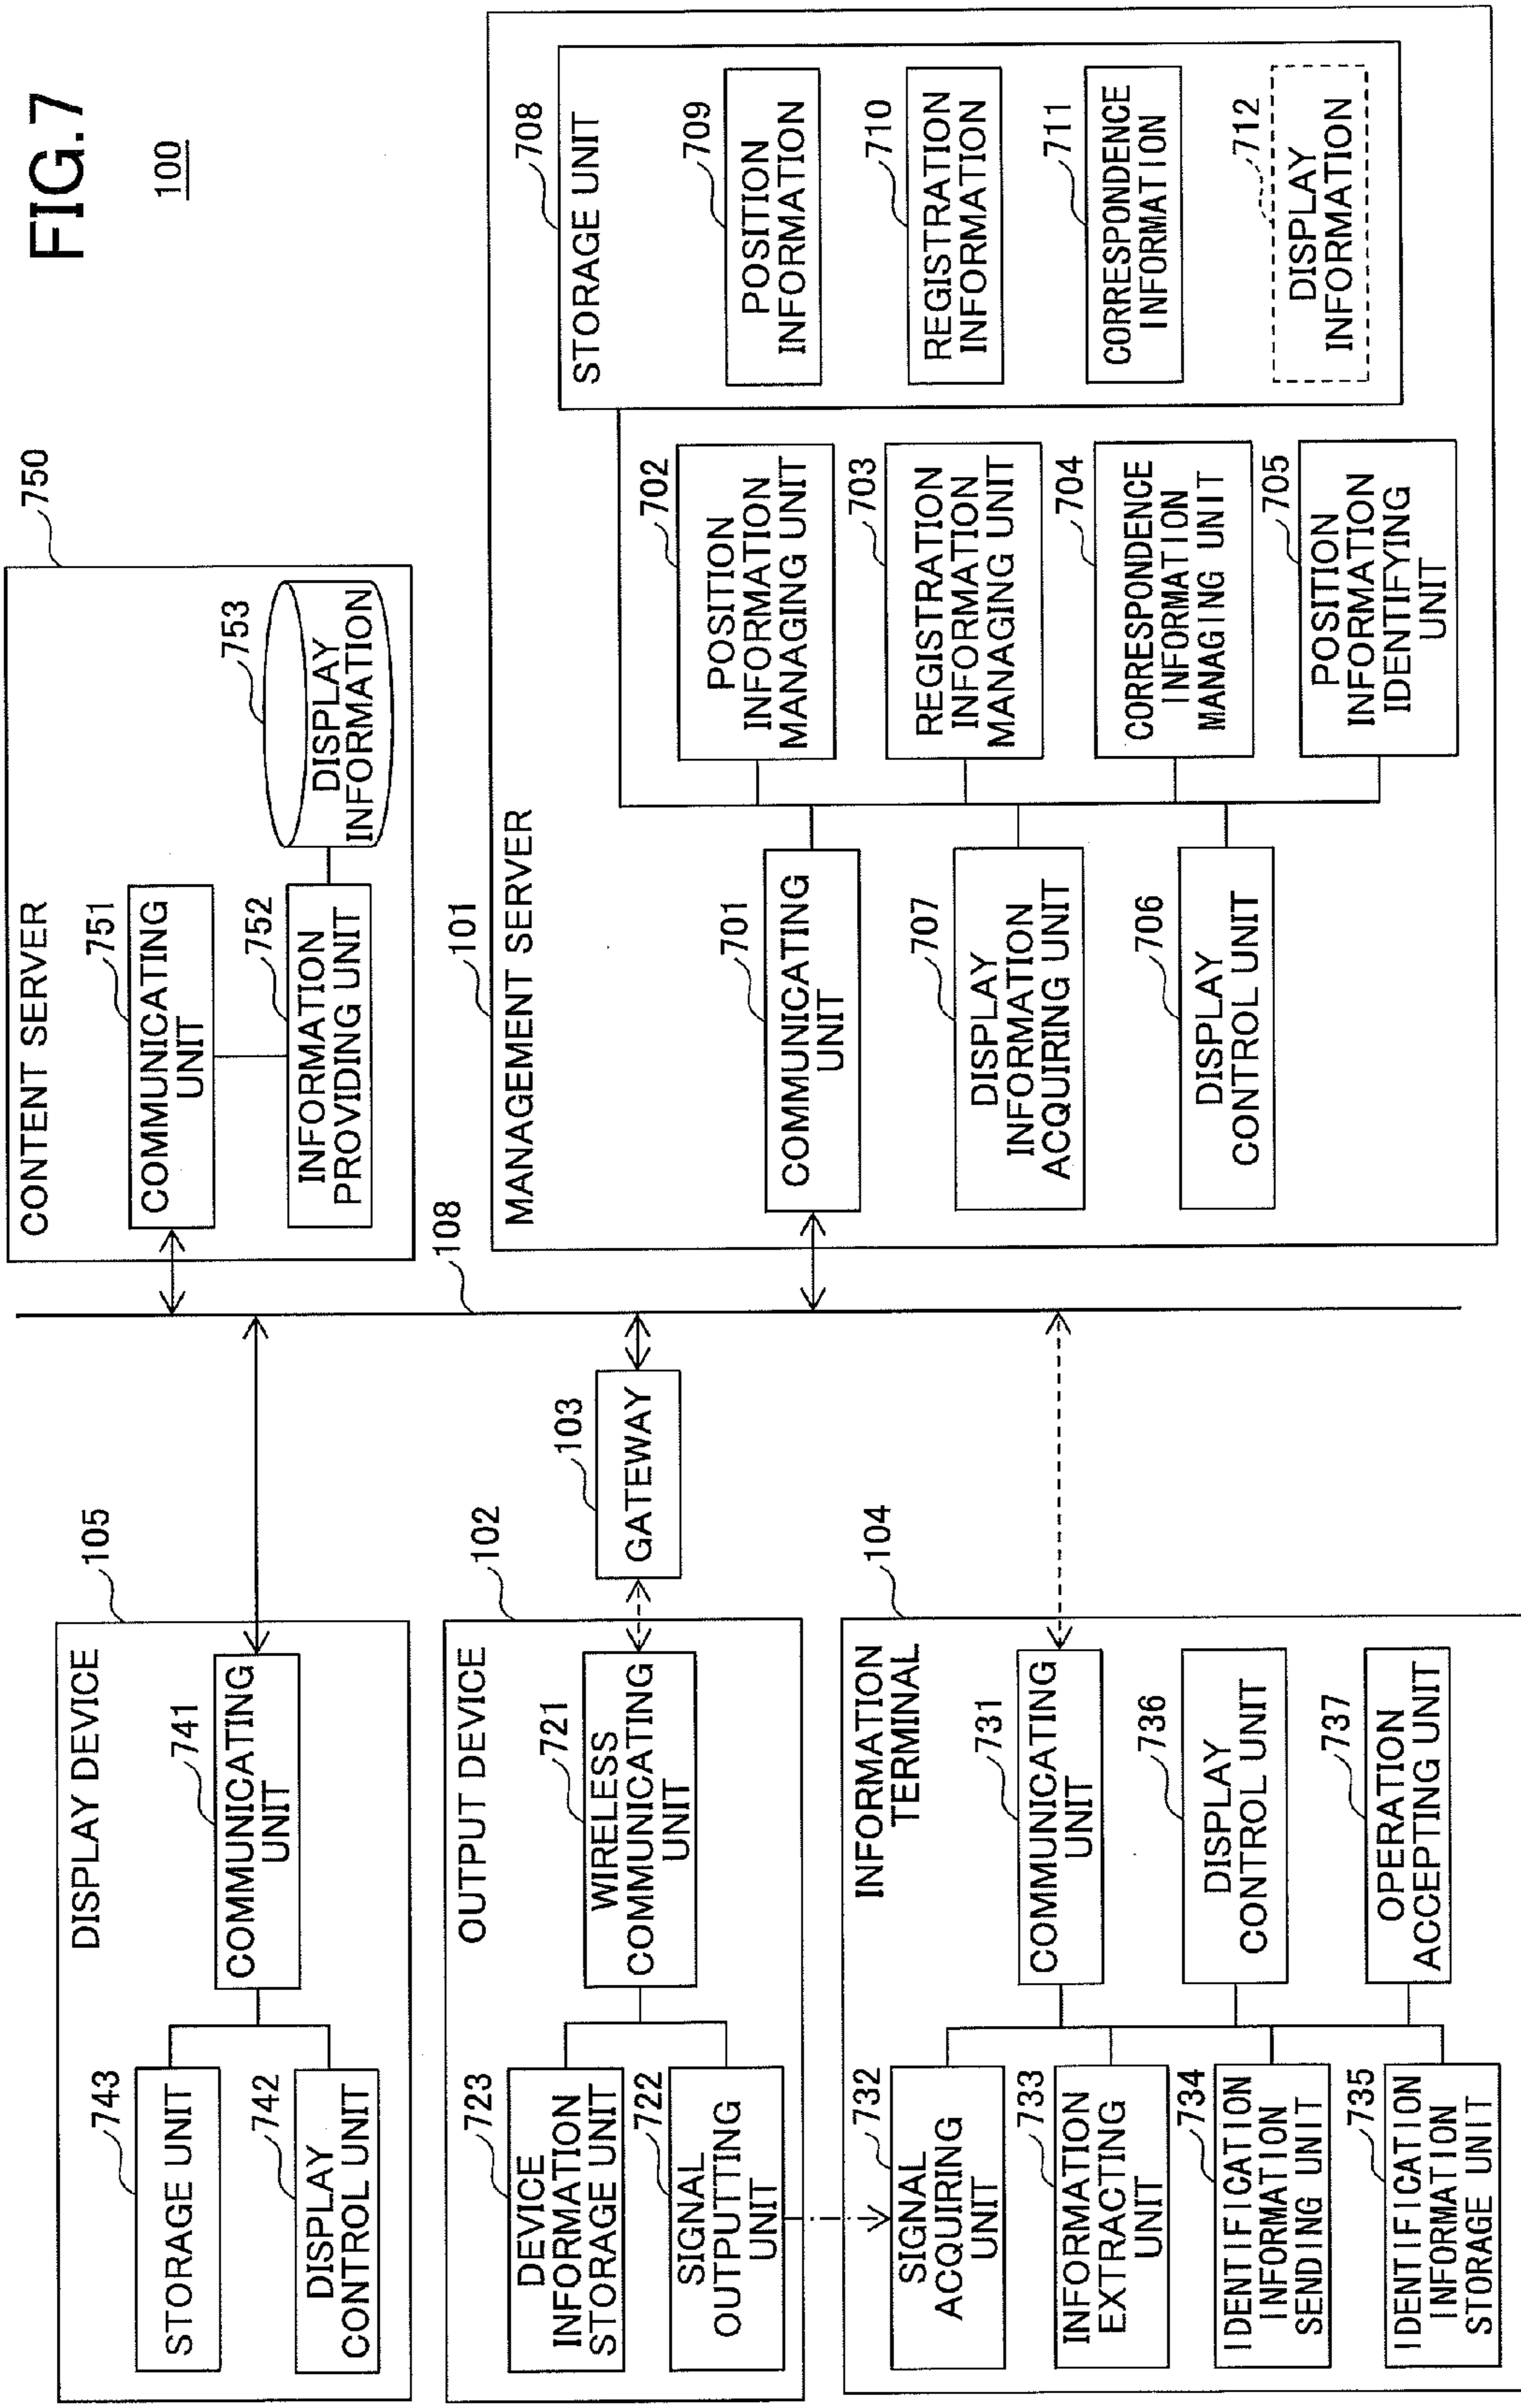 FIG.7
100
DISPLAY DEVICE
105
743
STORAGE UNIT
742
DISPLAY
CONTROL UNIT
741
COMMUNICATING
UNIT
OUTPUT DEVICE
102
723
DEVICE
INFORMATION
STORAGE UNIT
722
SIGNAL
OUTPUTTING
UNIT
721
WIRELESS
COMMUNICATING
UNIT
103
GATEWAY
INFORMATION
TERMINAL
104
732
SIGNAL
ACQUIRING
UNIT
733
INFORMATION
EXTRACTING
UNIT
734
IDENTIFICATION
INFORMATION
SENDING UNIT
735
IDENTIFICATION
INFORMATION
STORAGE UNIT
731
COMMUNICATING
UNIT
736
DISPLAY
CONTROL UNIT
737
OPERATION
ACCEPTING UNIT
108
CONTENT SERVER
750
751
COMMUNICATING
UNIT
752
INFORMATION
PROVIDING UNIT
753
DISPLAY
INFORMATION
MANAGEMENT SERVER
101
701
COMMUNICATING
UNIT
707
DISPLAY
INFORMATION
ACQUIRING UNIT
706
DISPLAY
CONTROL UNIT
702
POSITION
INFORMATION
MANAGING UNIT
703
REGISTRATION
INFORMATION
MANAGING UNIT
704
CORRESPONDENCE
INFORMATION
MANAGING UNIT
705
POSITION
INFORMATION
IDENTIFYING
UNIT
708
STORAGE UNIT
709
POSITION
INFORMATION
710
REGISTRATION
INFORMATION
711
CORRESPONDENCE
INFORMATION
712
DISPLAY
INFORMATION